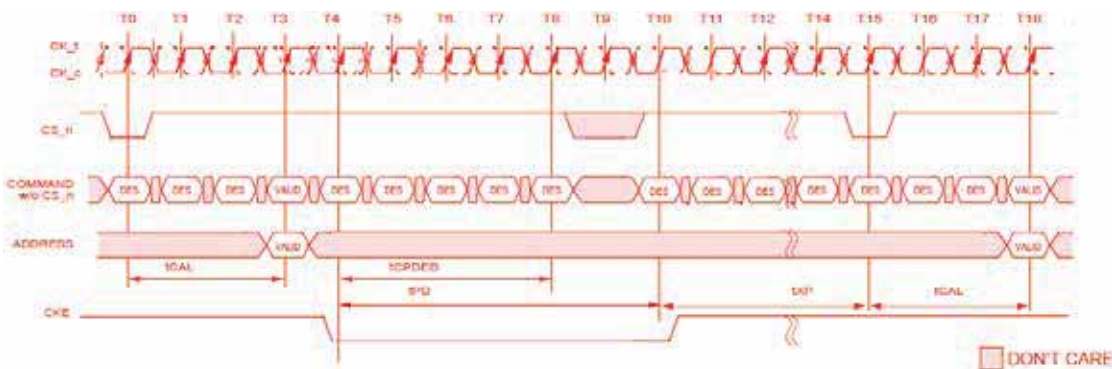 T0 T1 T2 T3 T4 T5 T6 T7 T8 T9 T10 T11 T12 T14 T15 T16 T17 T18
CK_t
CK_c
CS_n
COMMAND w/o CS_n
DES DES DES VALID DES DES DES DES DES DES DES DES DES DES DES DES VALID
ADDRESS
VALID VALID
tCAL tCPDED
tPD tXP tCAL
CKE
DON'T CARE